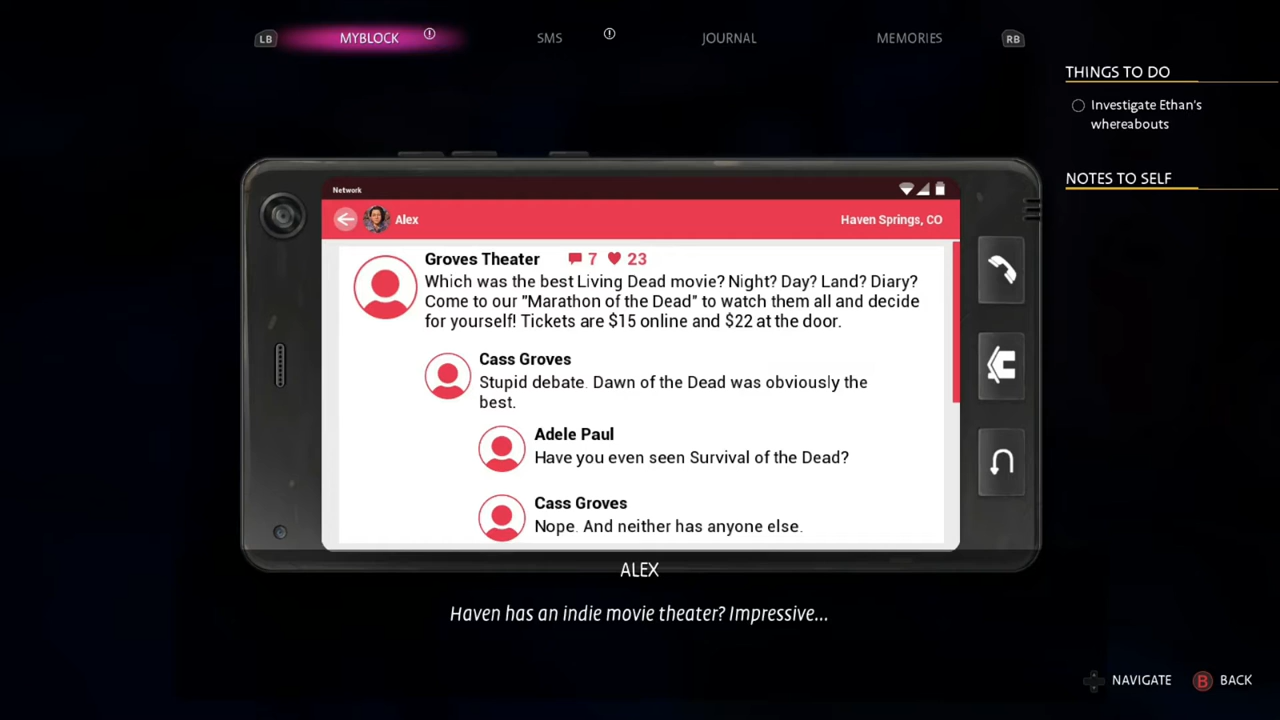 LB
MYBLOCK
SMS
JOURNAL
MEMORIES
RB
THINGS TO DO
Investigate Ethan's
whereabouts
NOTES TO SELF
Network
Alex
Haven Springs, CO
Groves Theater 7 23
Which was the best Living Dead movie? Night? Day? Land? Diary?
Come to our "Marathon of the Dead" to watch them all and decide
for yourself! Tickets are $15 online and $22 at the door.
Cass Groves
Stupid debate. Dawn of the Dead was obviously the
best.
Adele Paul
Have you even seen Survival of the Dead?
Cass Groves
Nope. And neither has anyone else.
ALEX
Haven has an indie movie theater? Impressive...
NAVIGATE
B BACK